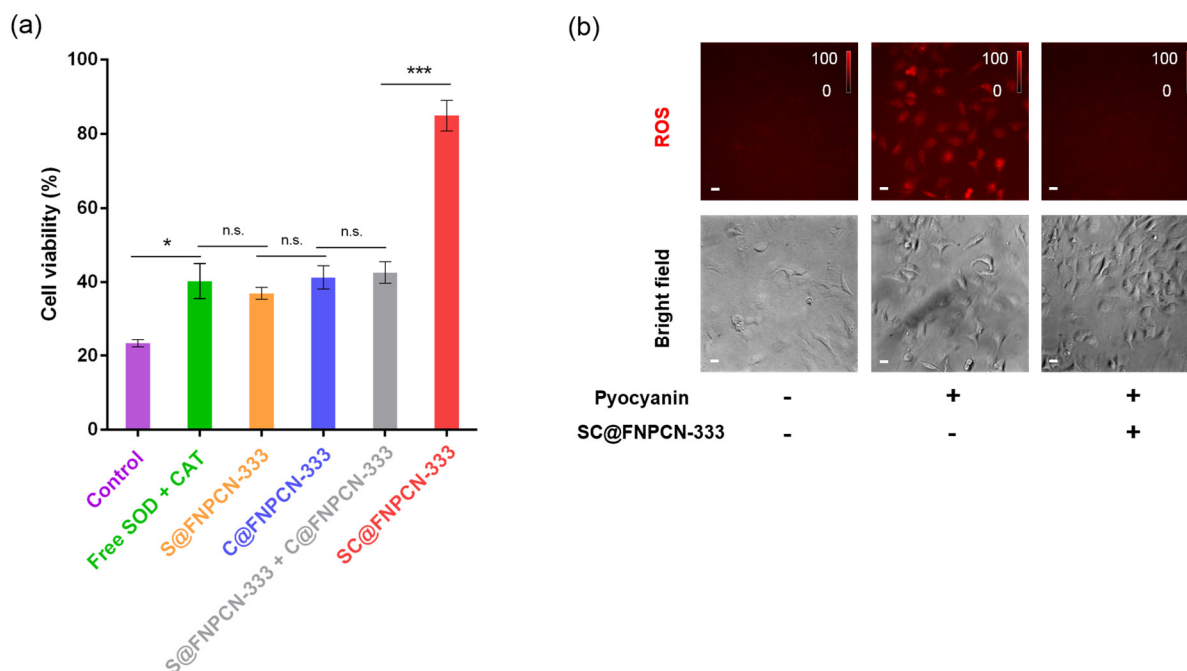 (a)
100
80
60
40
20
0
Cell viability (%)
*
n.s.
n.s.
n.s.
***
Control
Free SOD + CAT
S@FNPCN-333
C@FNPCN-333
S@FNPCN-333 + C@FNPCN-333
SC@FNPCN-333
(b)
ROS
100
0
100
0
100
0
Bright field
Pyocyanin - + +
SC@FNPCN-333 - - +